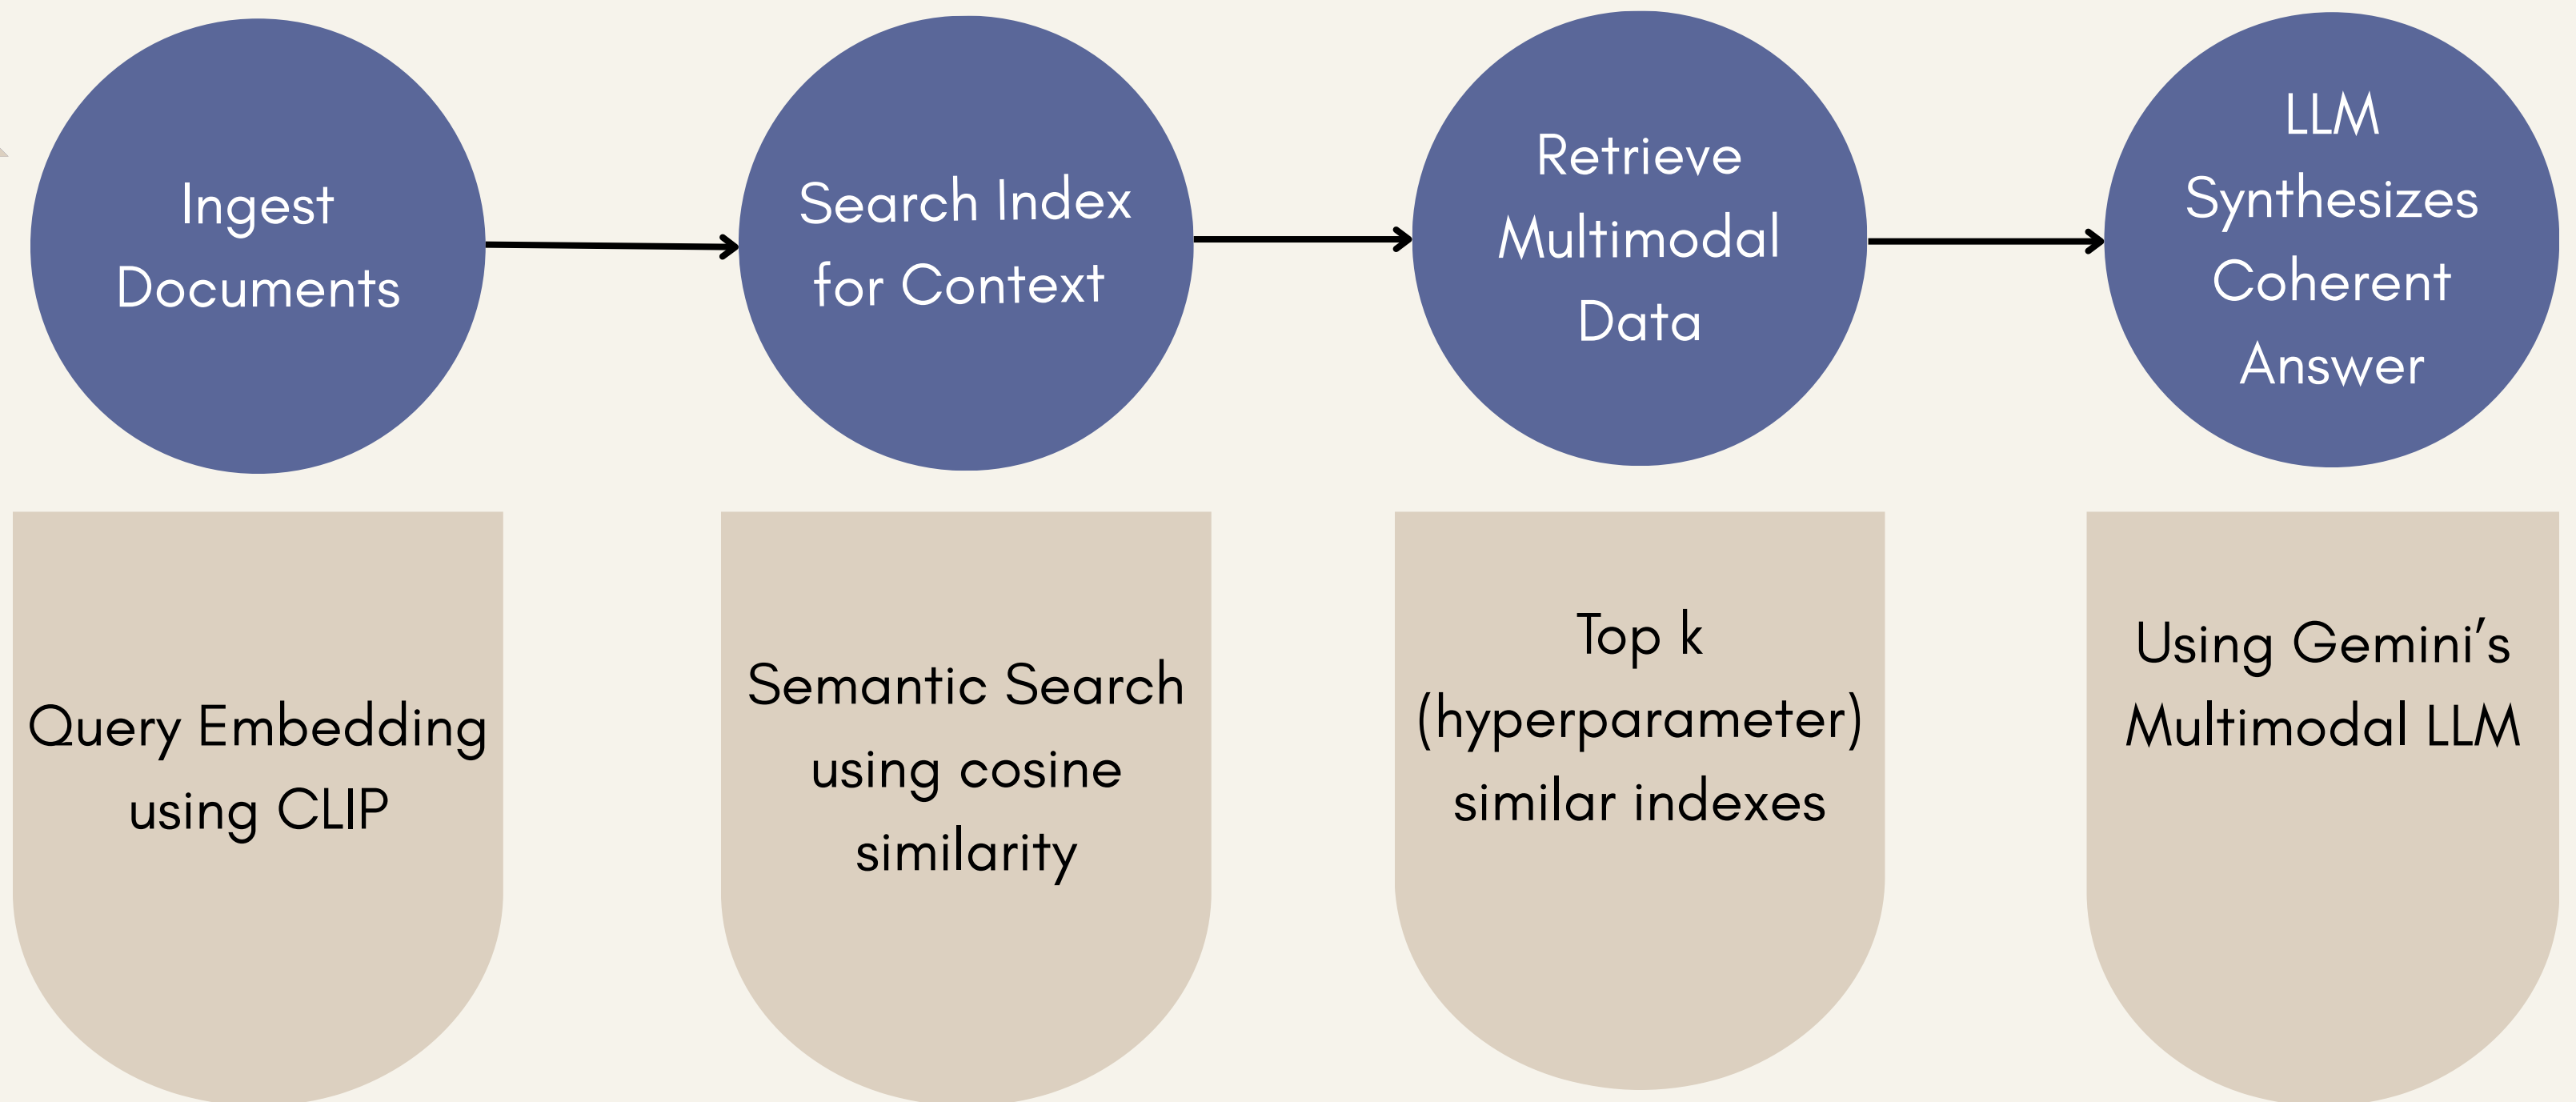 Ingest
Documents
Search Index
for Context
Retrieve
Multimodal
Data
LLM
Synthesizes
Coherent
Answer
Query Embedding
using CLIP
Semantic Search
using cosine
similarity
Top k
(hyperparameter)
similar indexes
Using Gemini’s
Multimodal LLM